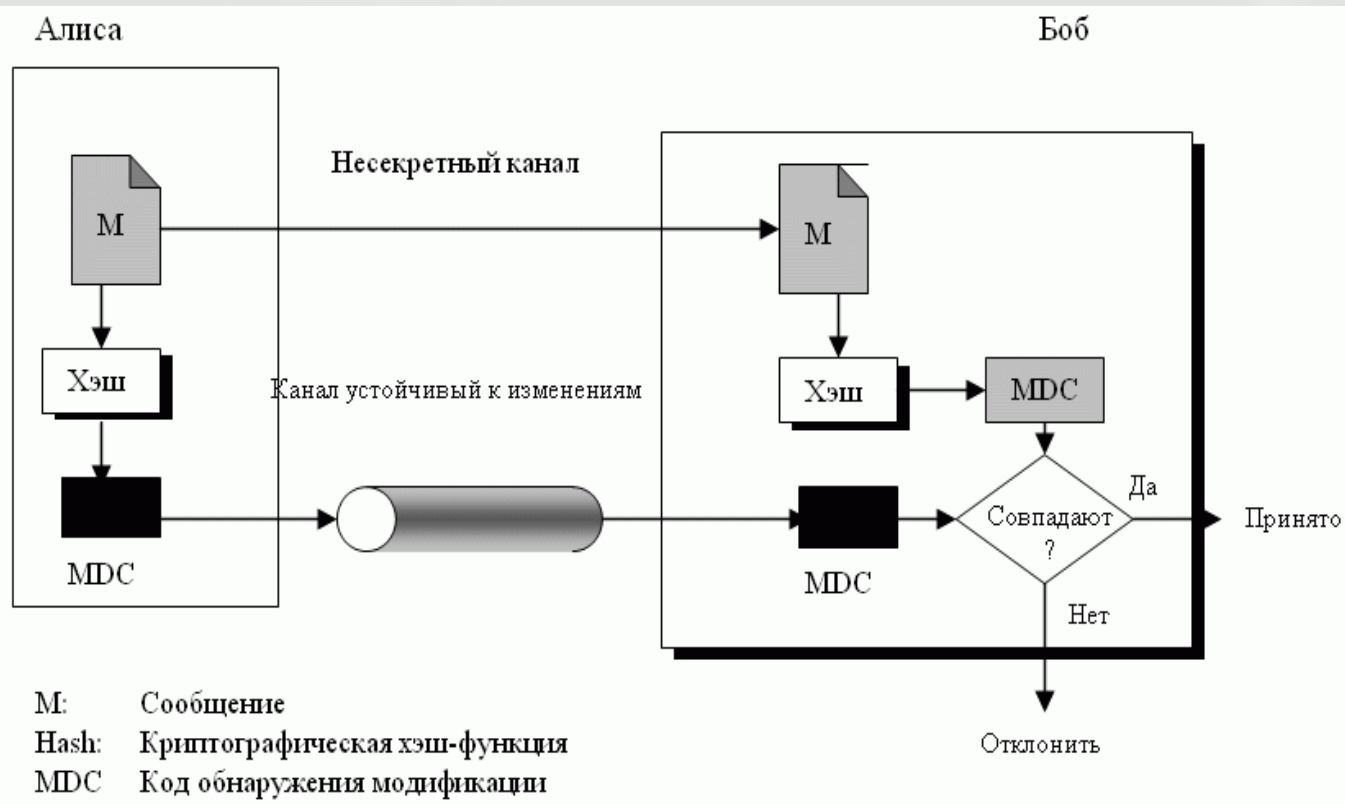 Алиса
Боб
Несекретный канал
M
M
Хэш
Канал устойчивый к изменениям
Хэш
MDC
Да
Совпадают
?
Принято
MDC
MDC
Нет
M: Сообщение
Hash: Криптографическая хэш-функция
Отклонить
MDC Код обнаружения модификации